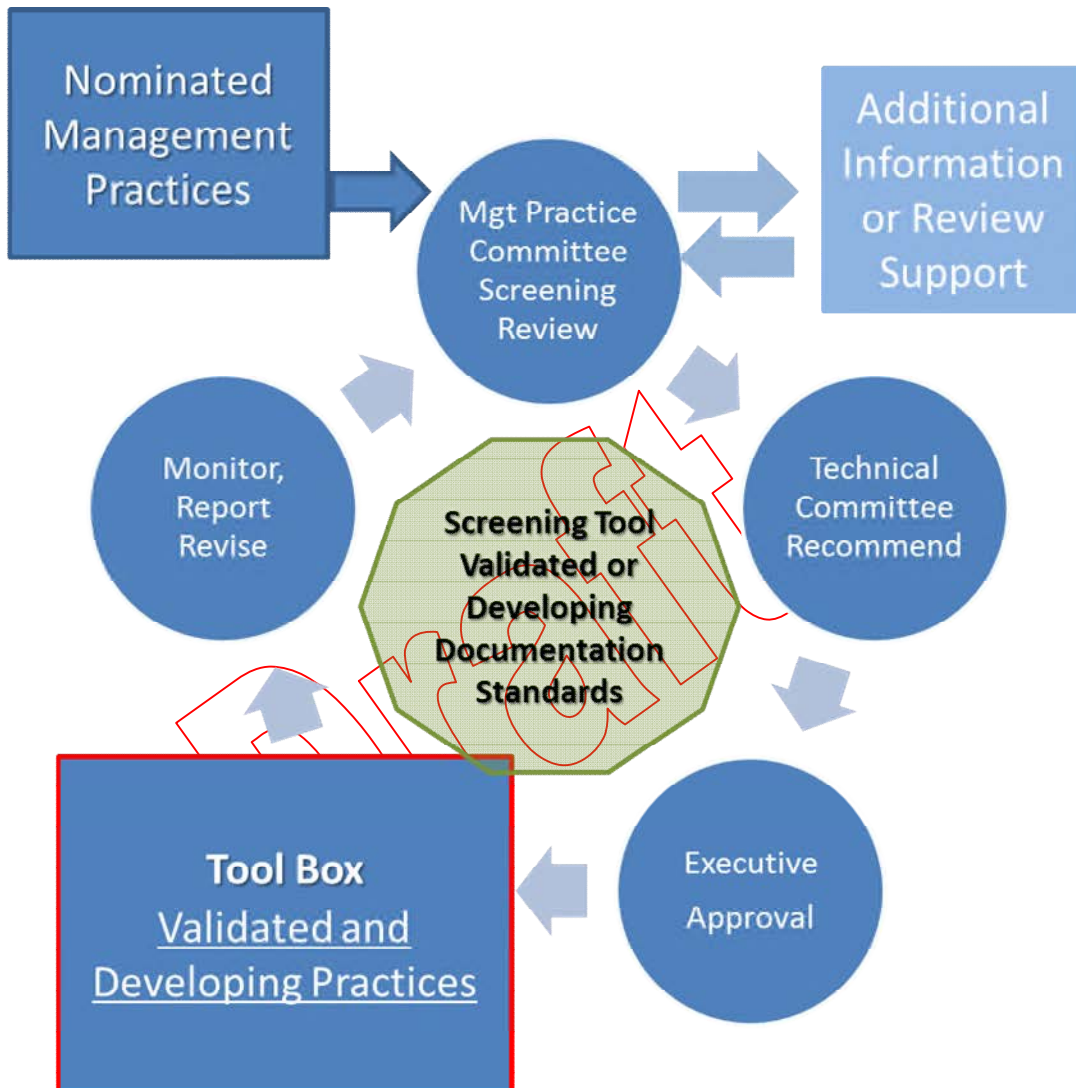 Nominated
Management
Practices
Additional
Information
or Review
Support
Mgt Practice
Committee
Screening
Review
Monitor,
Report
Revise
Technical
Committee
Recommend
Screening Tool
Validated or
Developing
Documentation
Standards
Draft
Tool Box
Validated and
Developing Practices
Executive
Approval